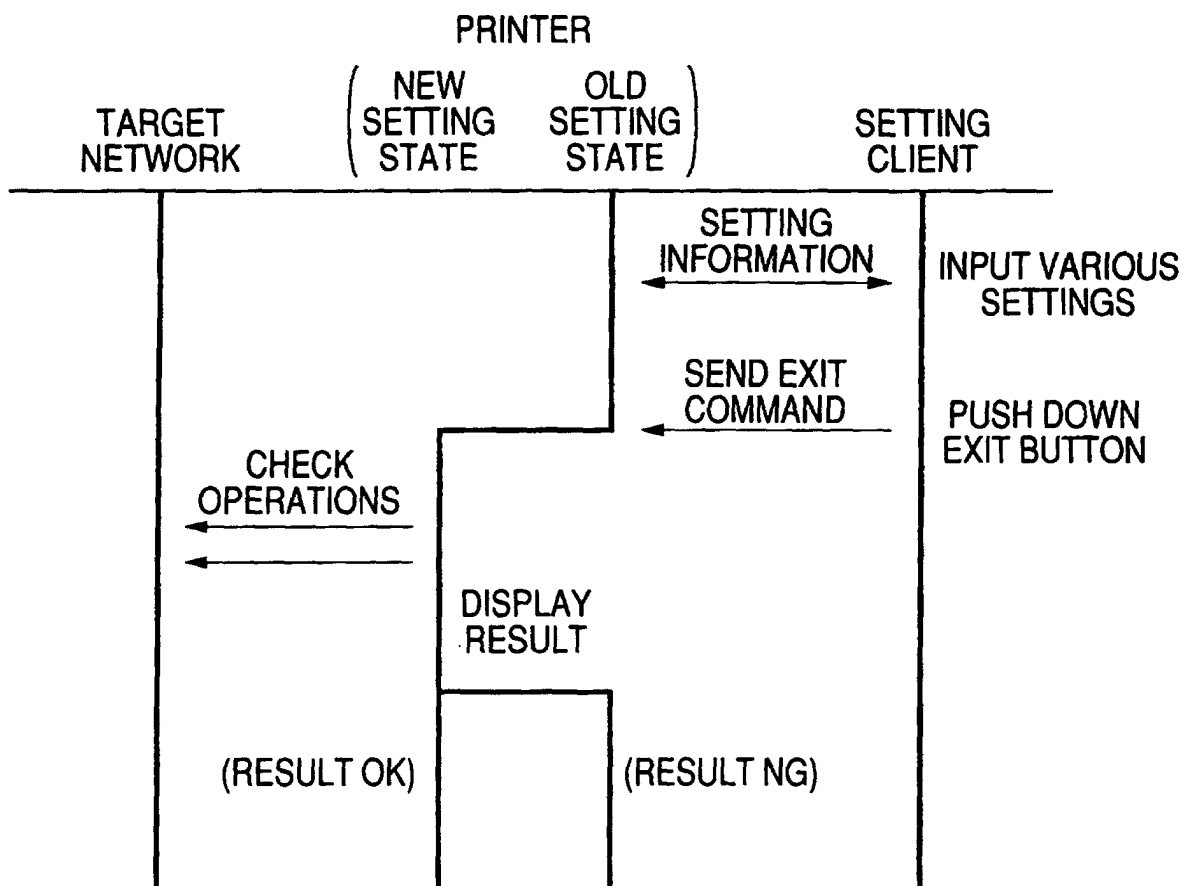 PRINTER
NEW
SETTING
STATE
OLD
SETTING
STATE
TARGET
NETWORK
SETTING
CLIENT
SETTING
INFORMATION
INPUT VARIOUS
SETTINGS
SEND EXIT
COMMAND
PUSH DOWN
EXIT BUTTON
CHECK
OPERATIONS
DISPLAY
RESULT
(RESULT OK)
(RESULT NG)